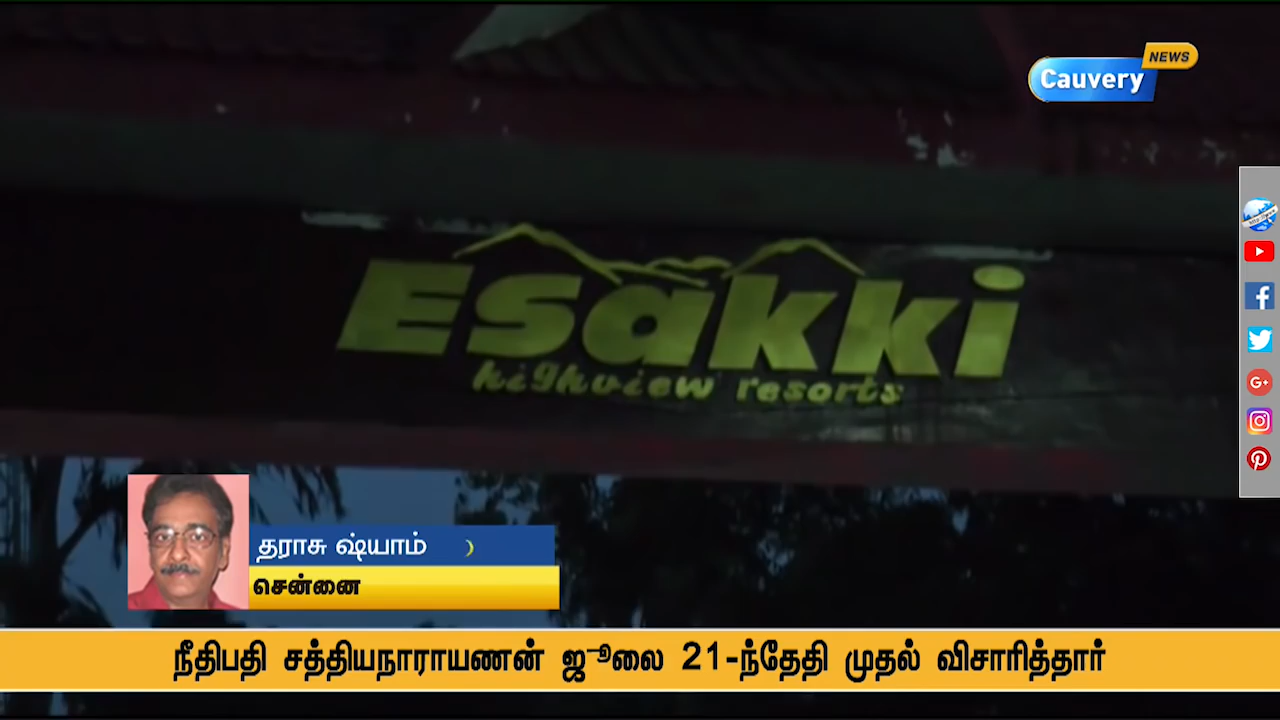 NEWS
Cauvery
Esakki
highview resorts
தராசு ஷ்யாம்
சென்னை
நீதிபதி சத்தியநாராயணன் ஜூலை 21-ந்தேதி முதல் விசாரித்தார்